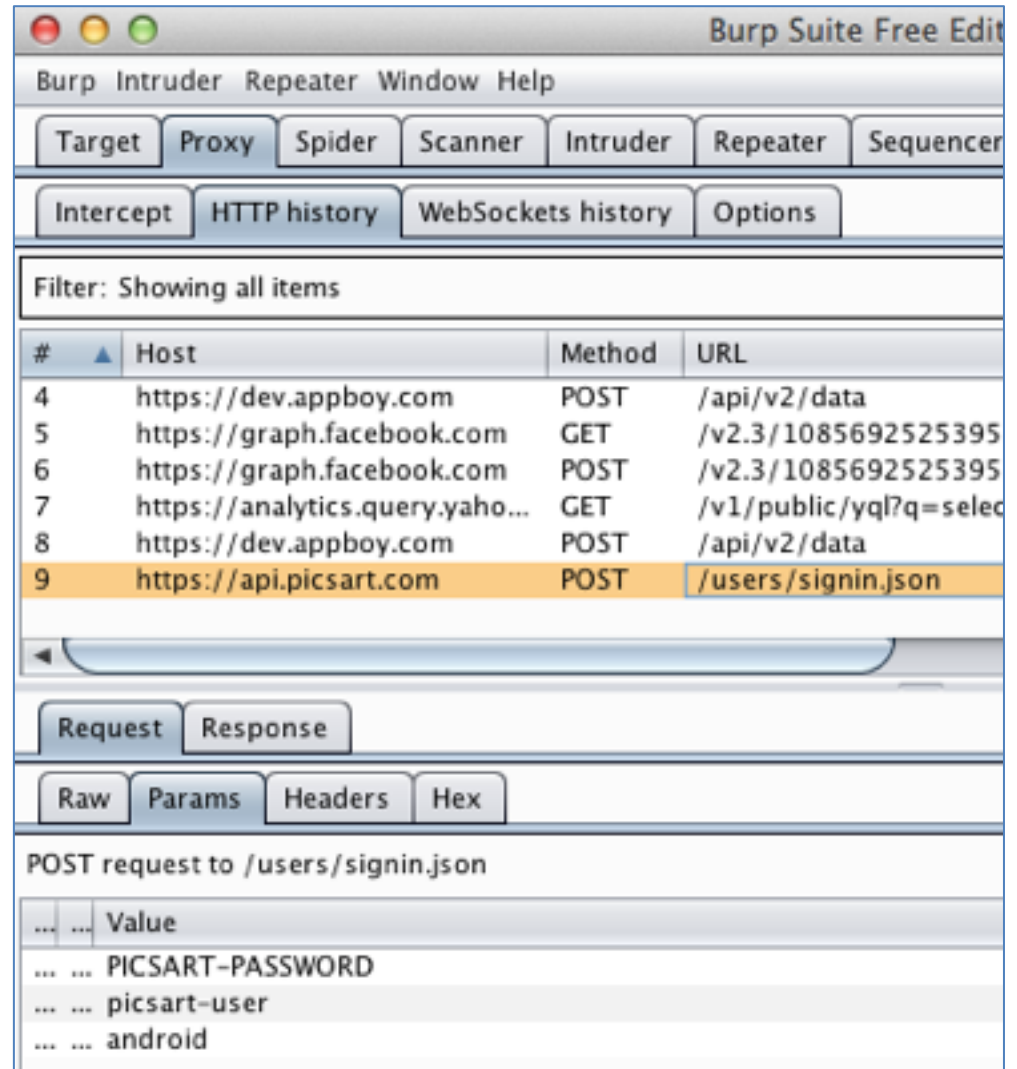 Burp Suite Free Edit
Burp Intruder Repeater Window Help
Target Proxy Spider Scanner Intruder Repeater Sequencer
Intercept HTTP history WebSockets history Options
Filter: Showing all items
# Host Method URL
4 https://dev.appboy.com POST /api/v2/data
5 https://graph.facebook.com GET /v2.3/1085692525395
6 https://graph.facebook.com POST /v2.3/1085692525395
7 https://analytics.query.yaho... GET /v1/public/yql?q=selec
8 https://dev.appboy.com POST /api/v2/data
9 https://api.picsart.com POST /users/signin.json
Request Response
Raw Params Headers Hex
POST request to /users/signin.json
... ... Value
... ... PICSART-PASSWORD
... ... picsart-user
... ... android